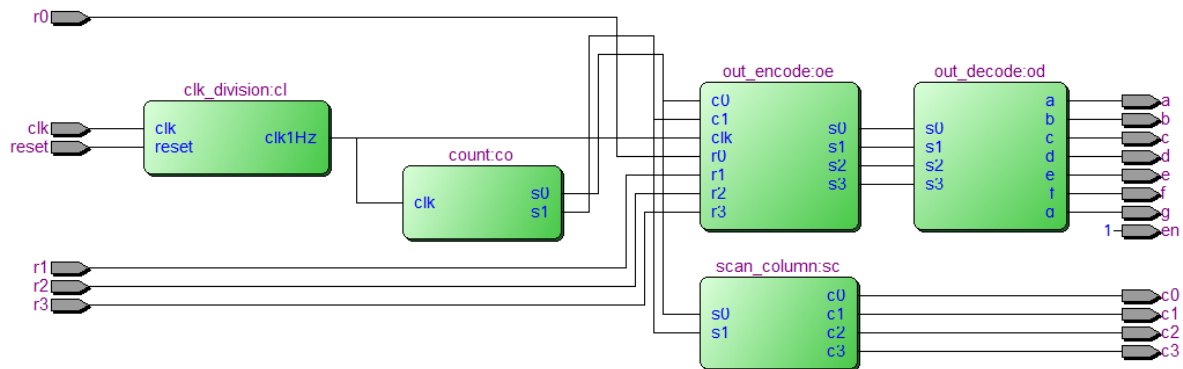 r0
clk_division:cl
clk
reset
clk
reset
clk1Hz
count:co
clk
s0
s1
r1
r2
r3
out_encode:oe
c0
c1
clk
r0
r1
r2
r3
s0
s1
s2
s3
out_decode:od
s0
s1
s2
s3
a
b
c
d
e
f
g
a
b
c
d
e
f
g
1
en
scan_column:sc
s0
s1
c0
c1
c2
c3
c0
c1
c2
c3